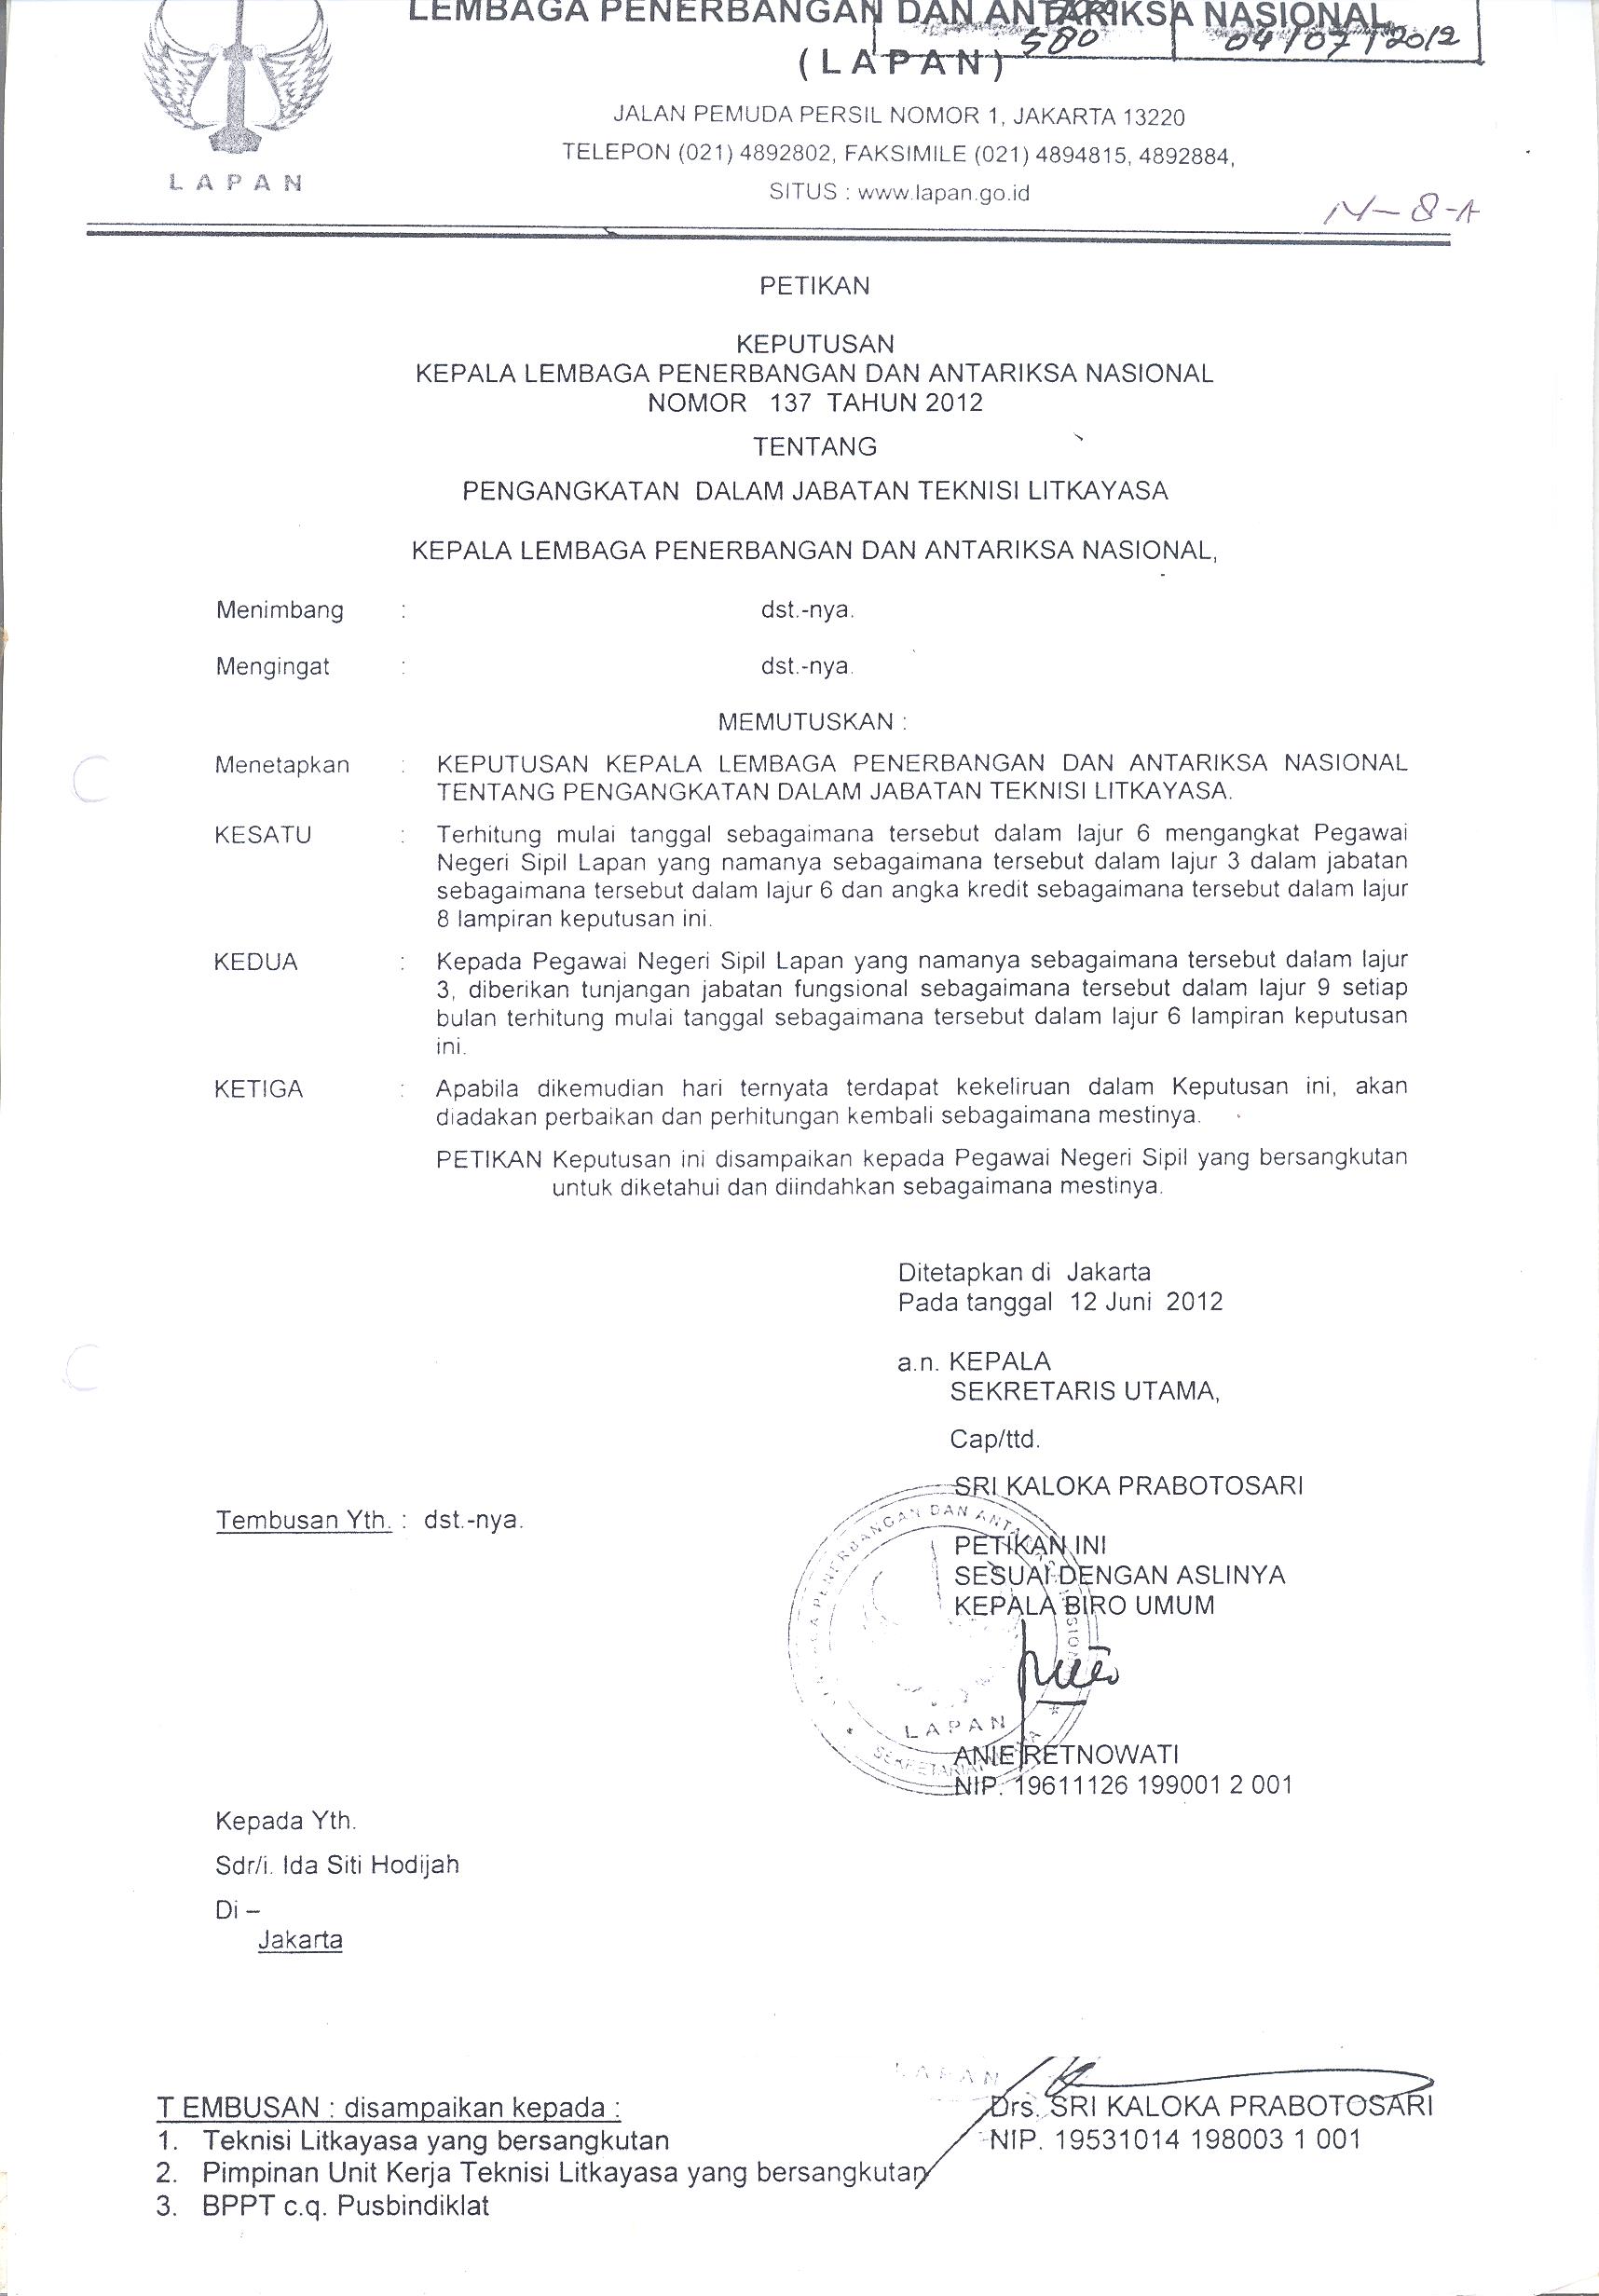 LEMBAGA PENERBANGAN DAN ANTARIKSA NASIONAL
580 04/07/2012
(LAPAN)
JALAN PEMUDA PERSIL NOMOR 1, JAKARTA 13220
TELEPON (021) 4892802, FAKSIMILE (021) 4894815, 4892884,
LAPAN
SITUS : www.lapan.go.id
PETIKAN
KEPUTUSAN
KEPALA LEMBAGA PENERBANGAN DAN ANTARIKSA NASIONAL
NOMOR 137 TAHUN 2012
TENTANG
PENGANGKATAN DALAM JABATAN TEKNISI LITKAYASA
KEPALA LEMBAGA PENERBANGAN DAN ANTARIKSA NASIONAL,
Menimbang : dst.-nya.
Mengingat : dst.-nya.
MEMUTUSKAN :
Menetapkan : KEPUTUSAN KEPALA LEMBAGA PENERBANGAN DAN ANTARIKSA NASIONAL
TENTANG PENGANGKATAN DALAM JABATAN TEKNISI LITKAYASA.
KESATU : Terhitung mulai tanggal sebagaimana tersebut dalam lajur 6 mengangkat Pegawai
Negeri Sipil Lapan yang namanya sebagaimana tersebut dalam lajur 3 dalam jabatan
sebagaimana tersebut dalam lajur 6 dan angka kredit sebagaimana tersebut dalam lajur
8 lampiran keputusan ini.
KEDUA : Kepada Pegawai Negeri Sipil Lapan yang namanya sebagaimana tersebut dalam lajur
3, diberikan tunjangan jabatan fungsional sebagaimana tersebut dalam lajur 9 setiap
bulan terhitung mulai tanggal sebagaimana tersebut dalam lajur 6 lampiran keputusan
ini.
KETIGA : Apabila dikemudian hari ternyata terdapat kekeliruan dalam Keputusan ini, akan
diadakan perbaikan dan perhitungan kembali sebagaimana mestinya.
PETIKAN Keputusan ini disampaikan kepada Pegawai Negeri Sipil yang bersangkutan
untuk diketahui dan diindahkan sebagaimana mestinya.
Ditetapkan di Jakarta
Pada tanggal 12 Juni 2012
a.n. KEPALA
SEKRETARIS UTAMA,
Cap/ttd.
SRI KALOKA PRABOTOSARI
Tembusan Yth. : dst.-nya.
PETIKAN INI
SESUAI DENGAN ASLINYA
KEPALA BIRO UMUM
LAPAN
ANIE RETNOWATI
NIP. 19611126 199001 2 001
Kepada Yth.
Sdr/i. Ida Siti Hodijah
Di –
Jakarta
LAPAN
T EMBUSAN : disampaikan kepada :
Drs. SRI KALOKA PRABOTOSARI
1. Teknisi Litkayasa yang bersangkutan
NIP. 19531014 198003 1 001
2. Pimpinan Unit Kerja Teknisi Litkayasa yang bersangkutan
3. BPPT c.q. Pusbindiklat